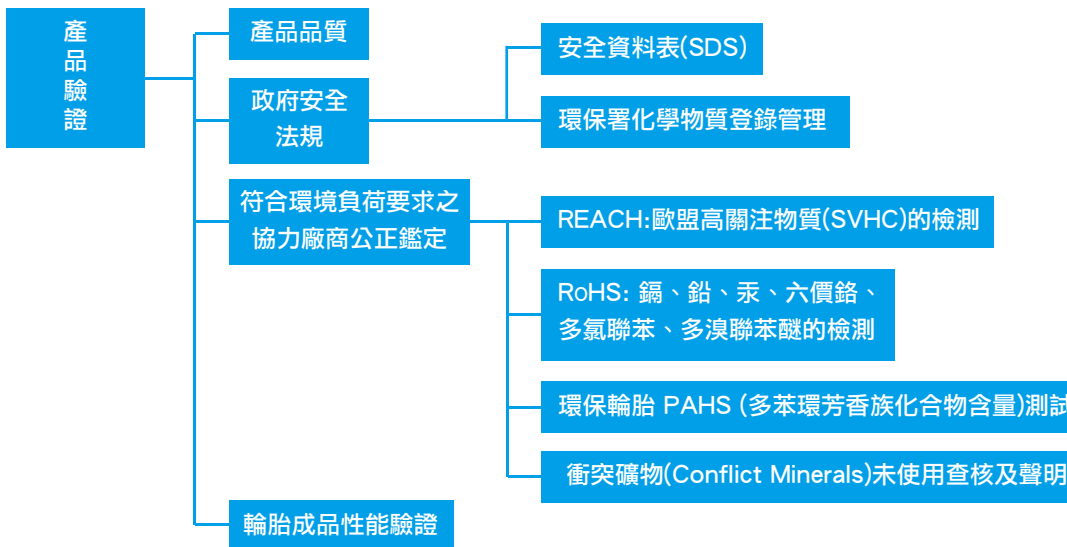 產品驗證
產品品質
政府安全
法規
安全資料表(SDS)
環保署化學物質登錄管理
符合環境負荷要求之
協力廠商公正鑑定
REACH:歐盟高關注物質(SVHC)的檢測
RoHS: 鎘、鉛、汞、六價鉻、
多氯聯苯、多溴聯苯醚的檢測
環保輪胎 PAHS (多苯環芳香族化合物含量)測試
衝突礦物(Conflict Minerals)未使用查核及聲明
輪胎成品性能驗證